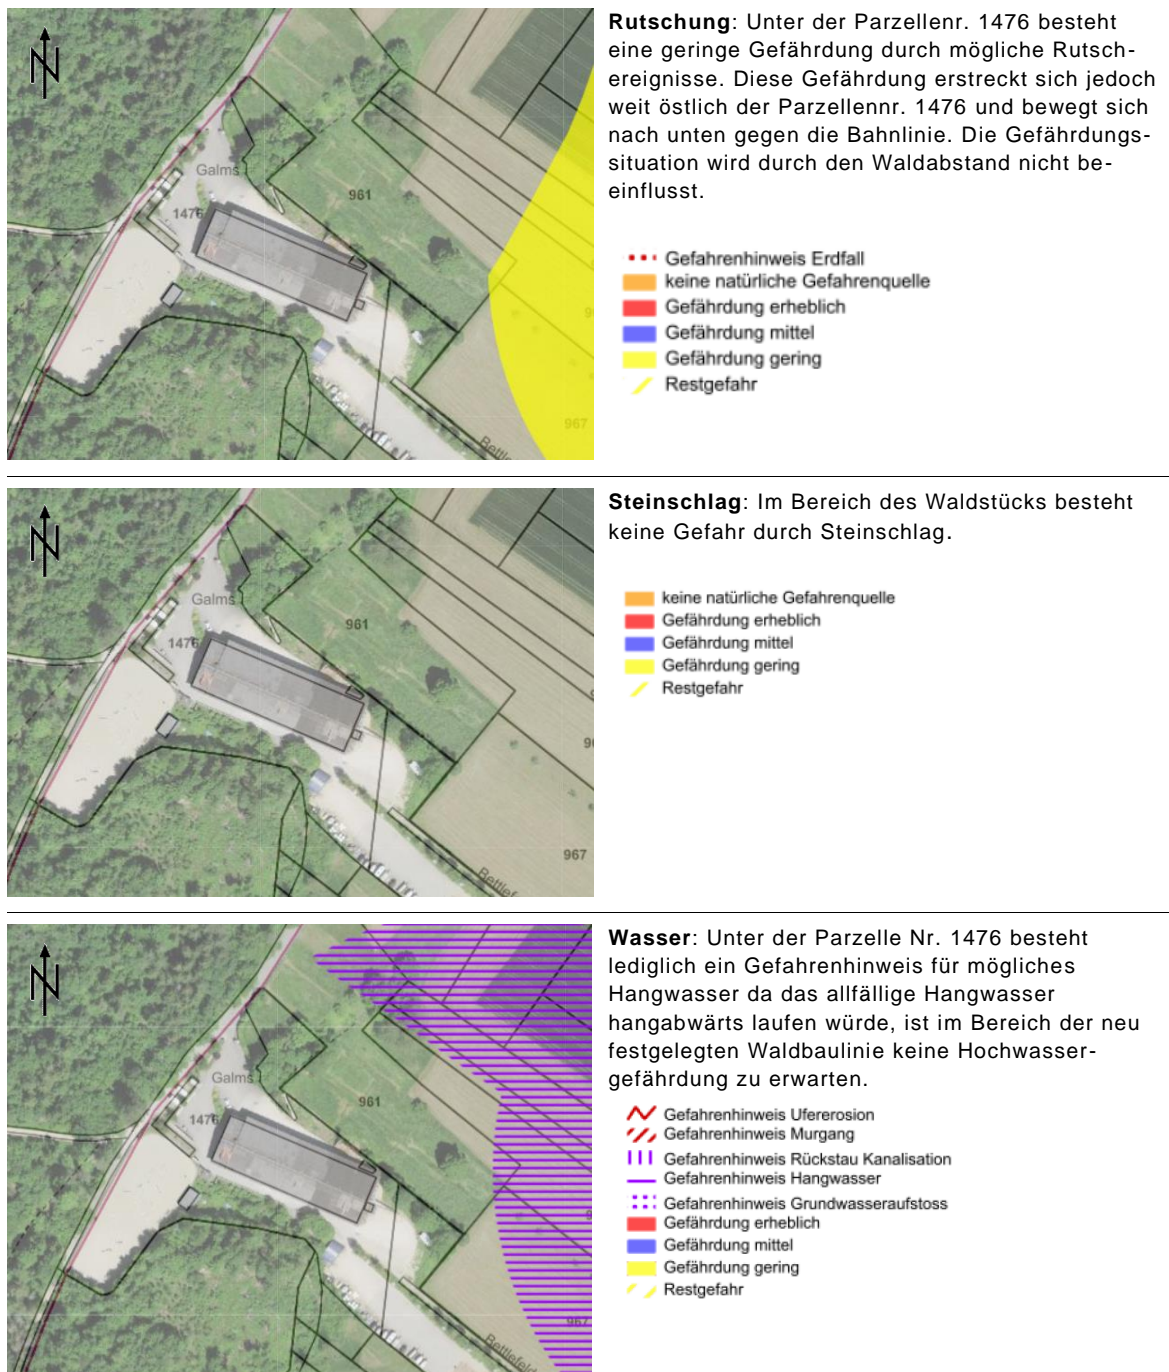 Rutschung: Unter der Parzellenr. 1476 besteht
eine geringe Gefährdung durch mögliche Rutsch-
ereignisse. Diese Gefährdung erstreckt sich jedoch
weit östlich der Parzellennr. 1476 und bewegt sich
nach unten gegen die Bahnlinie. Die Gefährdungs-
situation wird durch den Waldabstand nicht be-
einflusst.
N
Galms
961
1476
967
Gefahrenhinweis Erdfall
keine natürliche Gefahrenquelle
Gefährdung erheblich
Gefährdung mittel
Gefährdung gering
Restgefahr
Steinschlag: Im Bereich des Waldstücks besteht
keine Gefahr durch Steinschlag.
N
Galms
961
1476
967
keine natürliche Gefahrenquelle
Gefährdung erheblich
Gefährdung mittel
Gefährdung gering
Restgefahr
Wasser: Unter der Parzelle Nr. 1476 besteht
lediglich ein Gefahrenhinweis für mögliches
Hangwasser da das allfällige Hangwasser
hangabwärts laufen würde, ist im Bereich der neu
festgelegten Waldbaulinie keine Hochwasser-
gefährdung zu erwarten.
N
Galms
961
1476
967
Bettlefeld
Gefahrenhinweis Ufererosion
Gefahrenhinweis Murgang
Gefahrenhinweis Rückstau Kanalisation
Gefahrenhinweis Hangwasser
Gefahrenhinweis Grundwasseraufstoss
Gefährdung erheblich
Gefährdung mittel
Gefährdung gering
Restgefahr